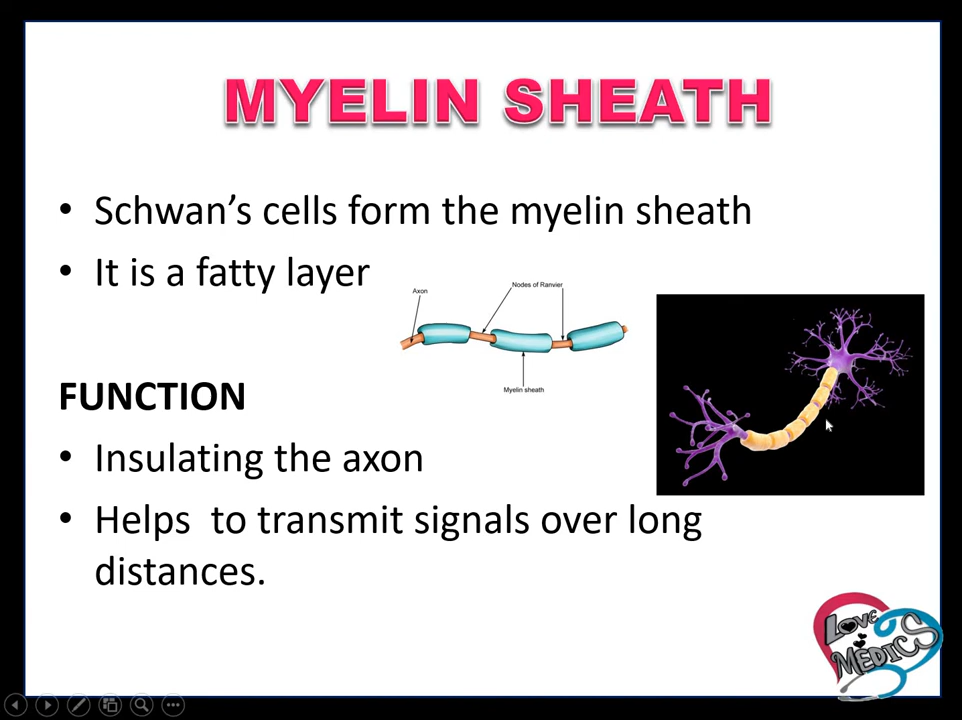 MYELIN SHEATH
• Schwan’s cells form the myelin sheath
• It is a fatty layer
Axon
Nodes of Ranvier
Myelin sheath
FUNCTION
• Insulating the axon
• Helps  to transmit signals over long
distances.
LOVE
MEDICS